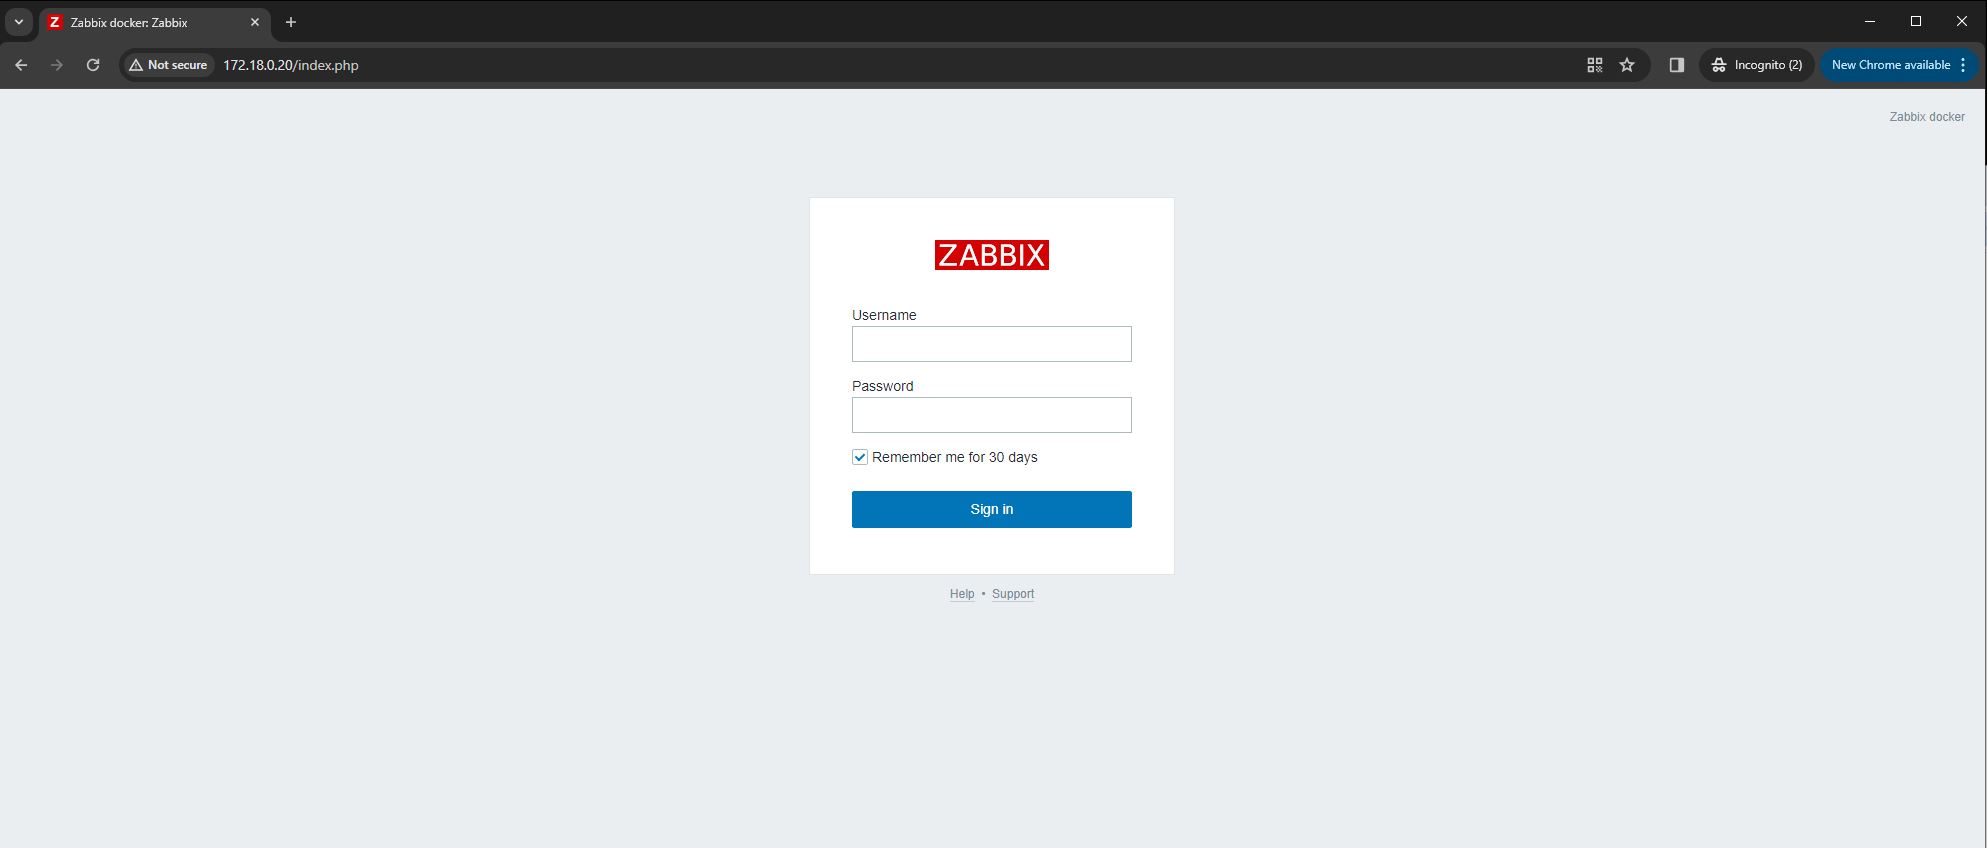 Z Zabbix docker: Zabbix
Not secure 172.18.0.20/index.php Incognito (2) New Chrome available
Zabbix docker
ZABBIX
Username
Password
Remember me for 30 days
Sign in
Help • Support